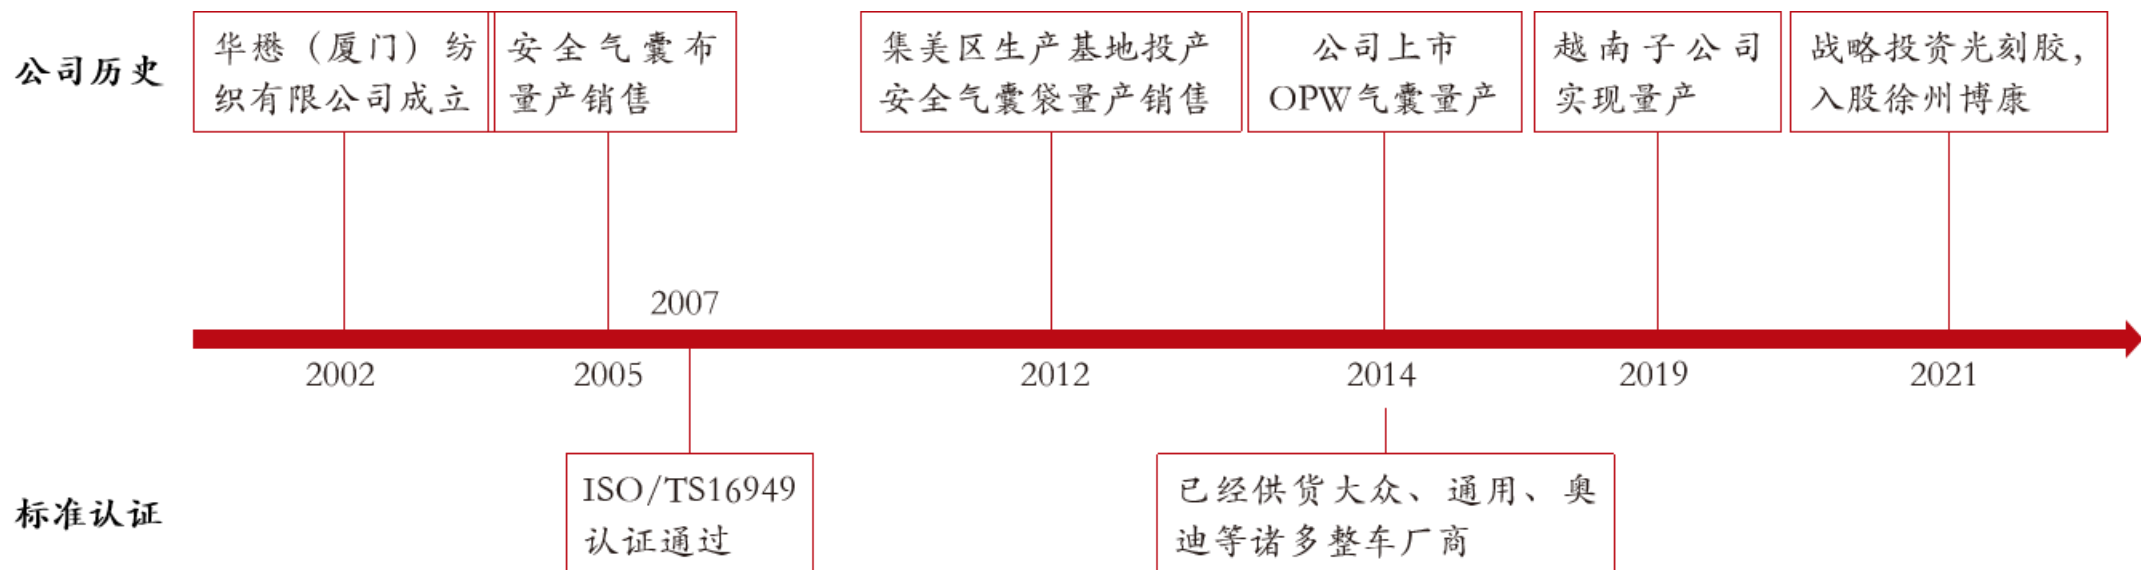 公司历史
华懋（厦门）纺
织有限公司成立
安全气囊布
量产销售
集美区生产基地投产
安全气囊袋量产销售
公司上市
OPW气囊量产
越南子公司
实现量产
战略投资光刻胶，
入股徐州博康
2007
2002
2005
2012
2014
2019
2021
标准认证
ISO/TS16949
认证通过
已经供货大众、通用、奥
迪等诸多整车厂商